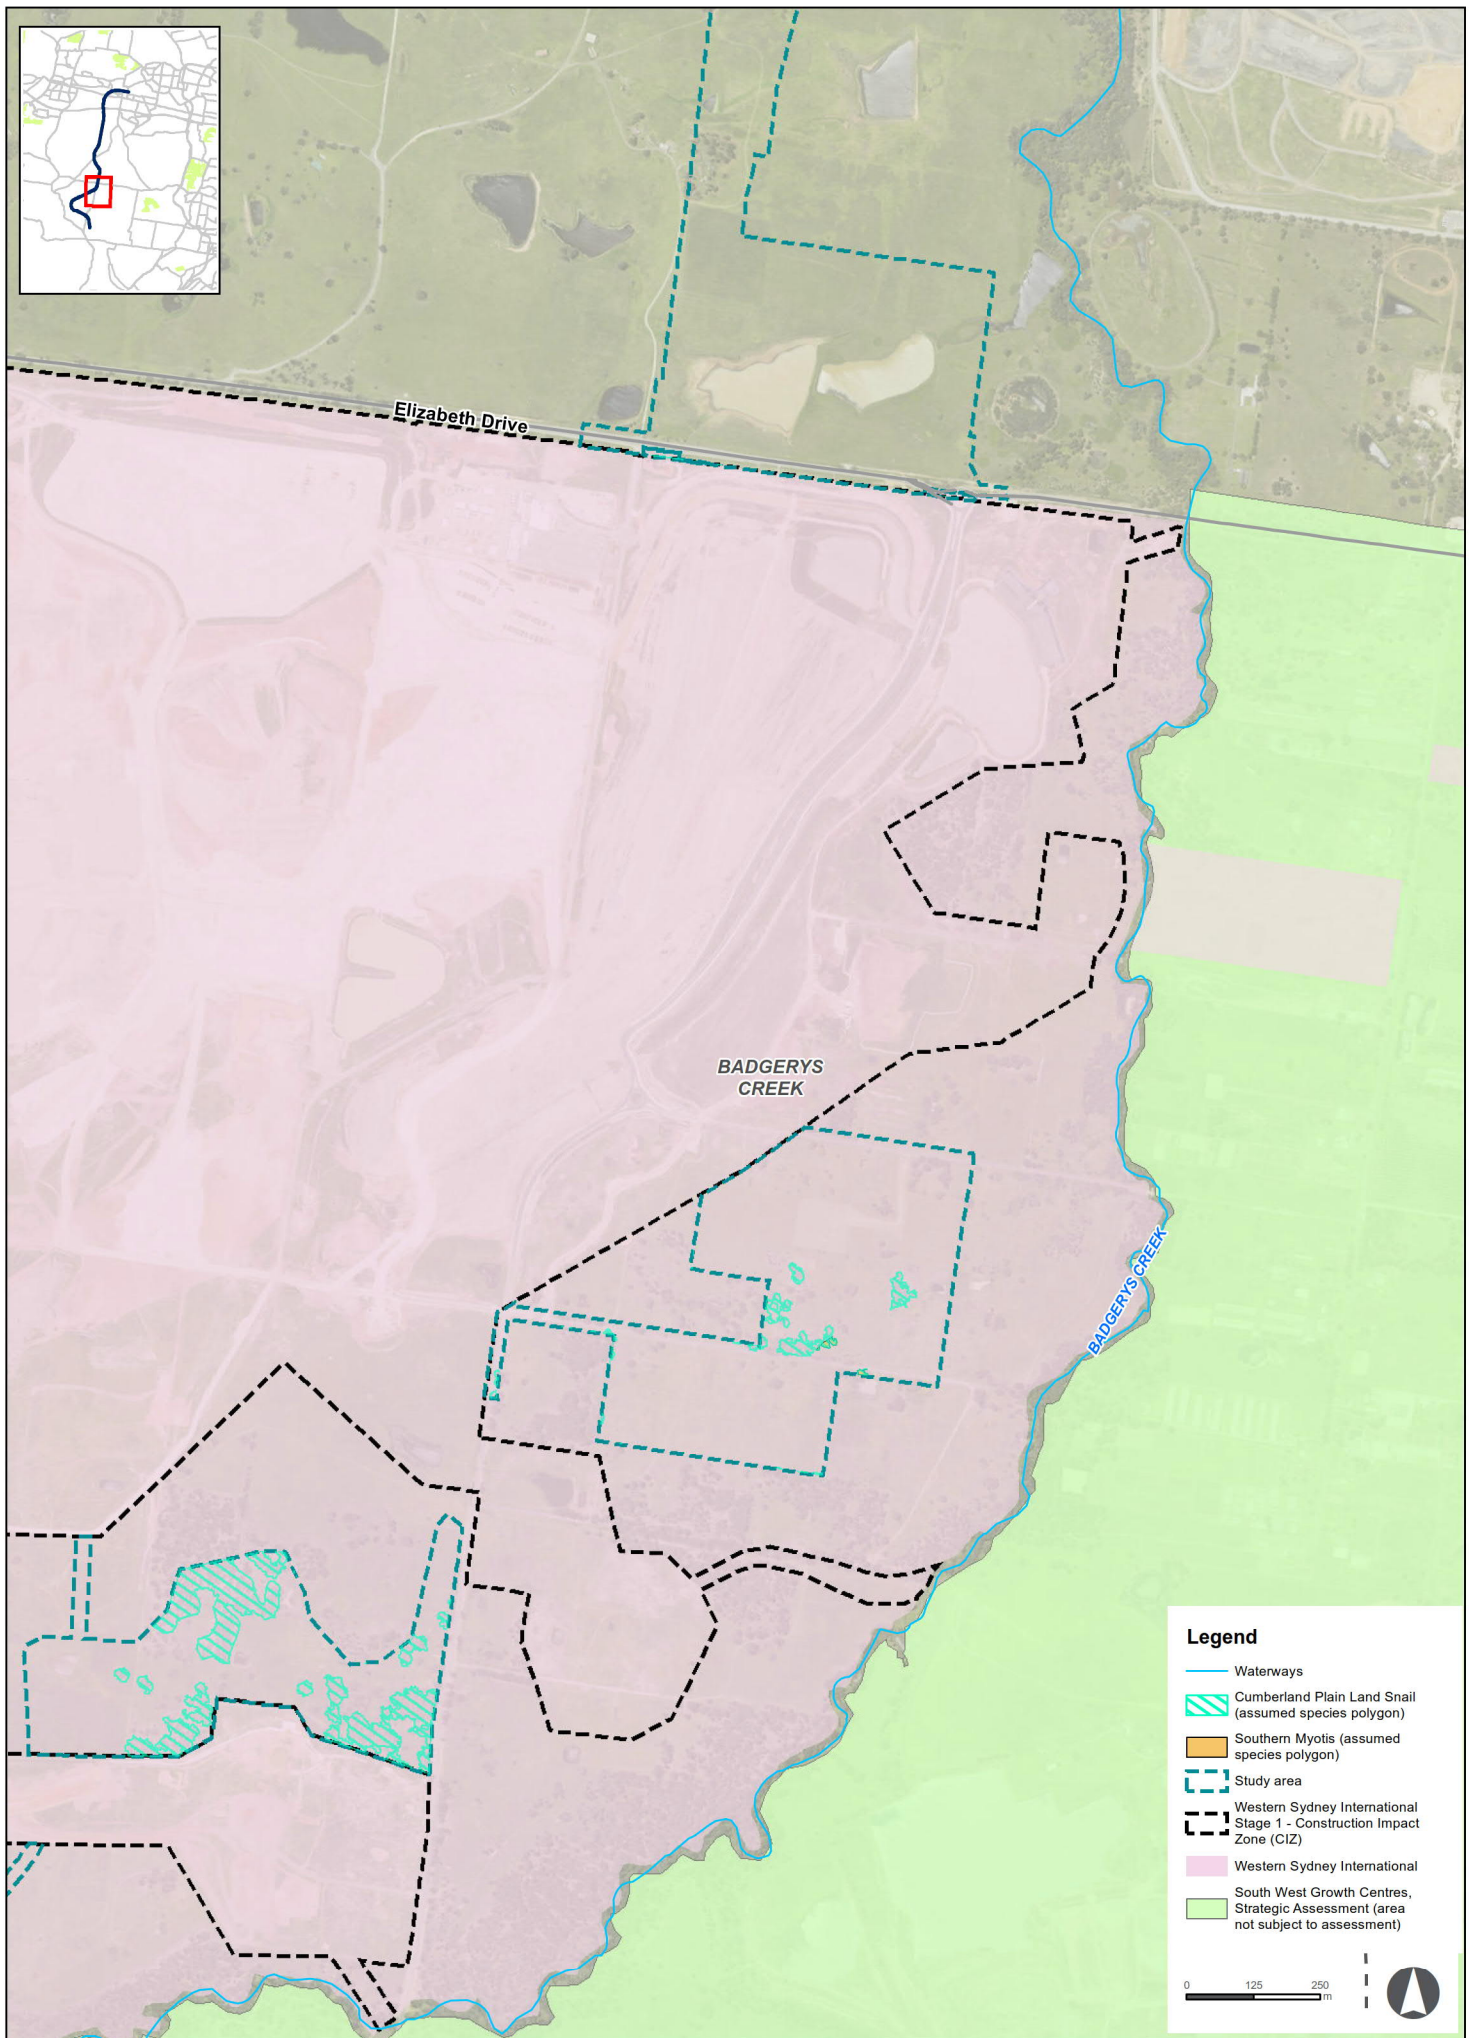 Elizabeth Drive
BADGERYS
CREEK
BADGERYS CREEK
Legend
Waterways
Cumberland Plain Land Snail
(assumed species polygon)
Southern Myotis (assumed
species polygon)
Study area
Western Sydney International
Stage 1 - Construction Impact
Zone (CIZ)
Western Sydney International
South West Growth Centres,
Strategic Assessment (area
not subject to assessment)
0 125 250
m